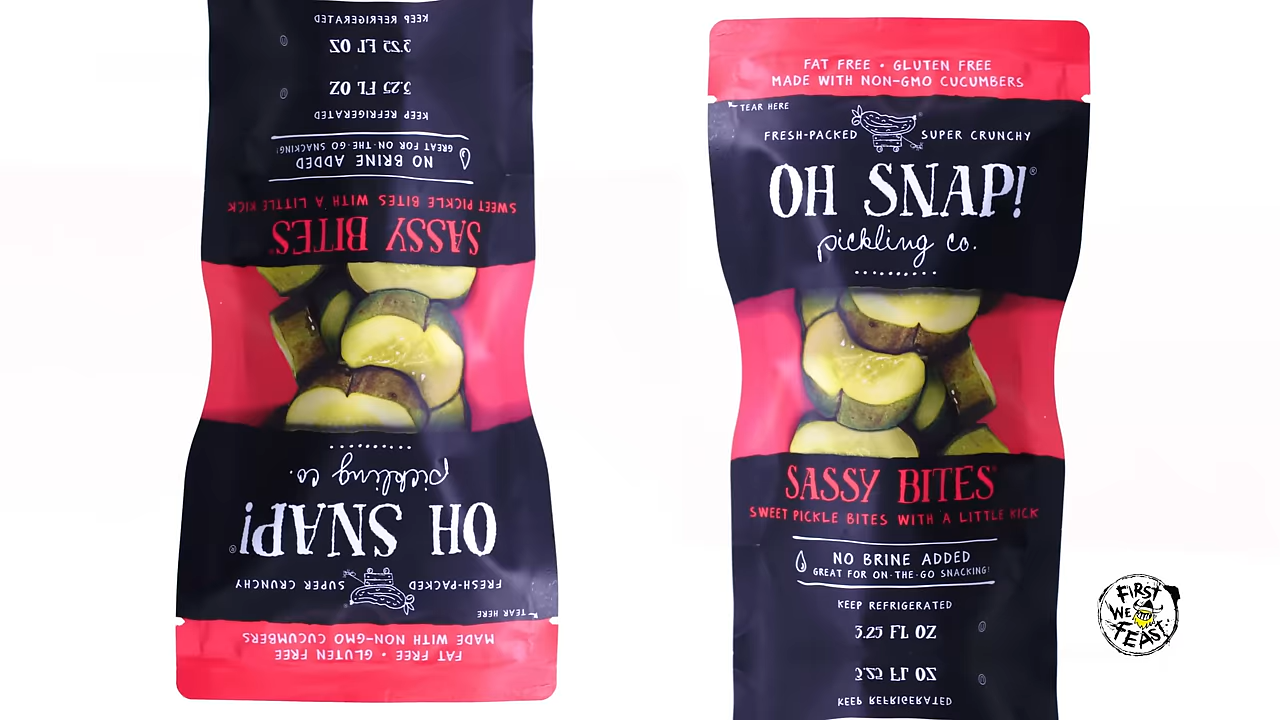 KEEP REFRIGERATED
3.25 FL OZ
3.25 FL OZ
KEEP REFRIGERATED
GREAT FOR ON·THE·GO SNACKING!
NO BRINE ADDED
SWEET PICKLE BITES WITH A LITTLE KICK
SASSY BITES®
pickling co.
OH SNAP!®
FRESH-PACKED SUPER CRUNCHY
TEAR HERE
MADE WITH NON-GMO CUCUMBERS
FAT FREE • GLUTEN FREE
FAT FREE • GLUTEN FREE
MADE WITH NON-GMO CUCUMBERS
TEAR HERE
FRESH-PACKED SUPER CRUNCHY
OH SNAP!®
pickling co.
SASSY BITES®
SWEET PICKLE BITES WITH A LITTLE KICK
NO BRINE ADDED
GREAT FOR ON·THE·GO SNACKING!
KEEP REFRIGERATED
3.25 FL OZ
3.25 FL OZ
KEEP REFRIGERATED
FIRST
WE
FEAST